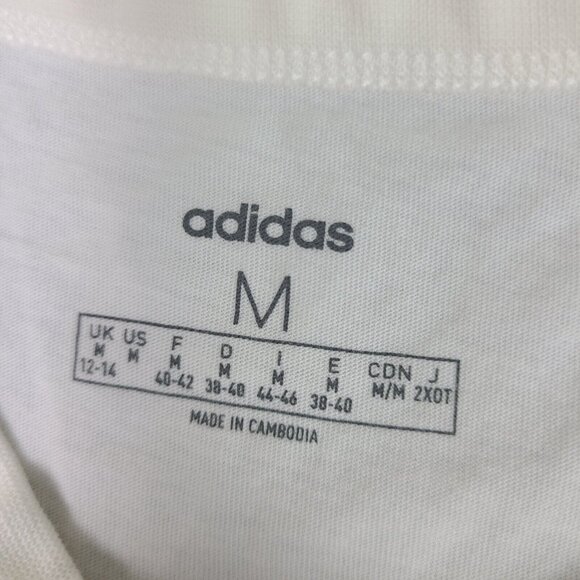 adidas
M
UK US F D I E CDN J
M M M M M M M/M 2XOT
12-14 40-42 38-40 44-46 38-40
MADE IN CAMBODIA